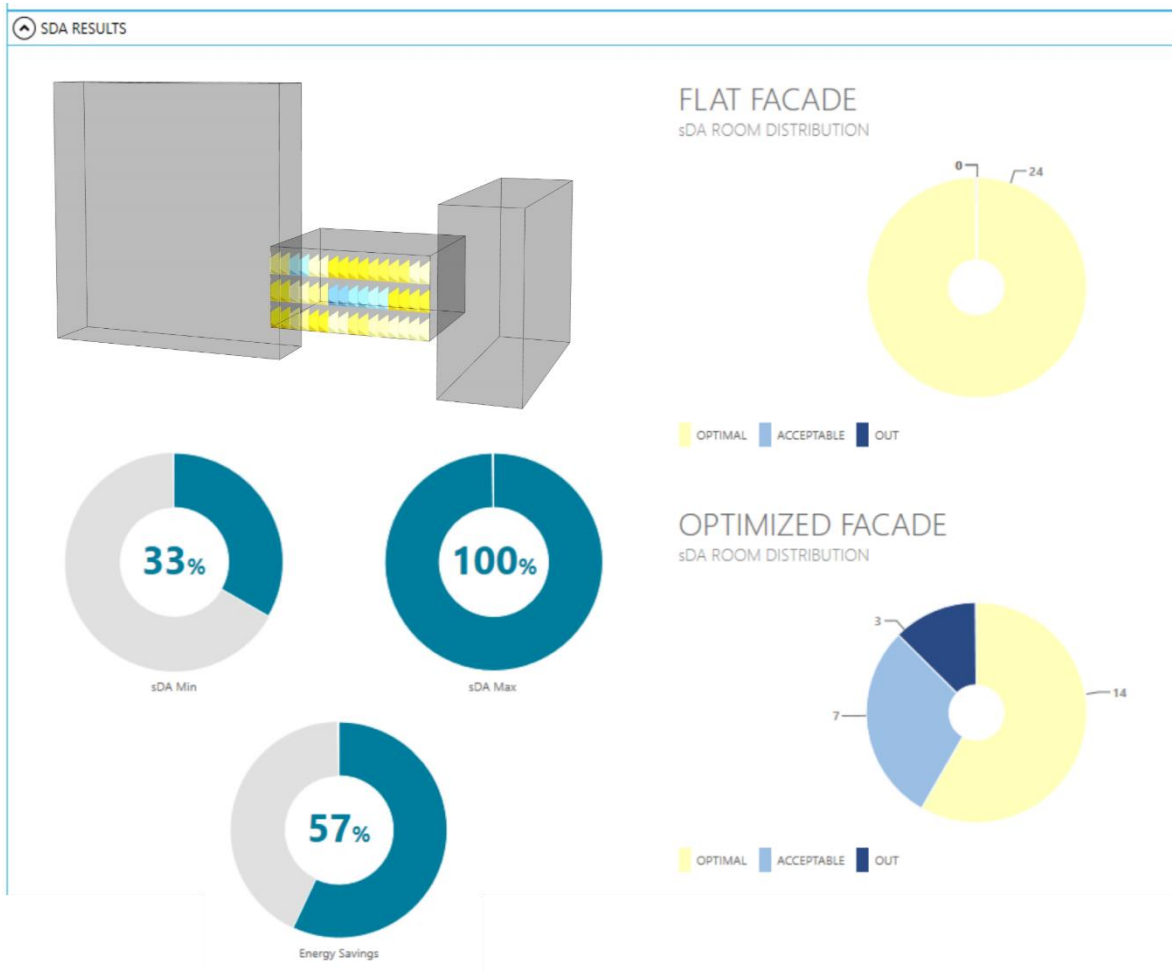 SDA RESULTS
FLAT FACADE
sDA ROOM DISTRIBUTION
0
24
OPTIMAL ACCEPTABLE OUT
33%
sDA Min
100%
sDA Max
57%
Energy Savings
OPTIMIZED FACADE
sDA ROOM DISTRIBUTION
3
14
7
OPTIMAL ACCEPTABLE OUT